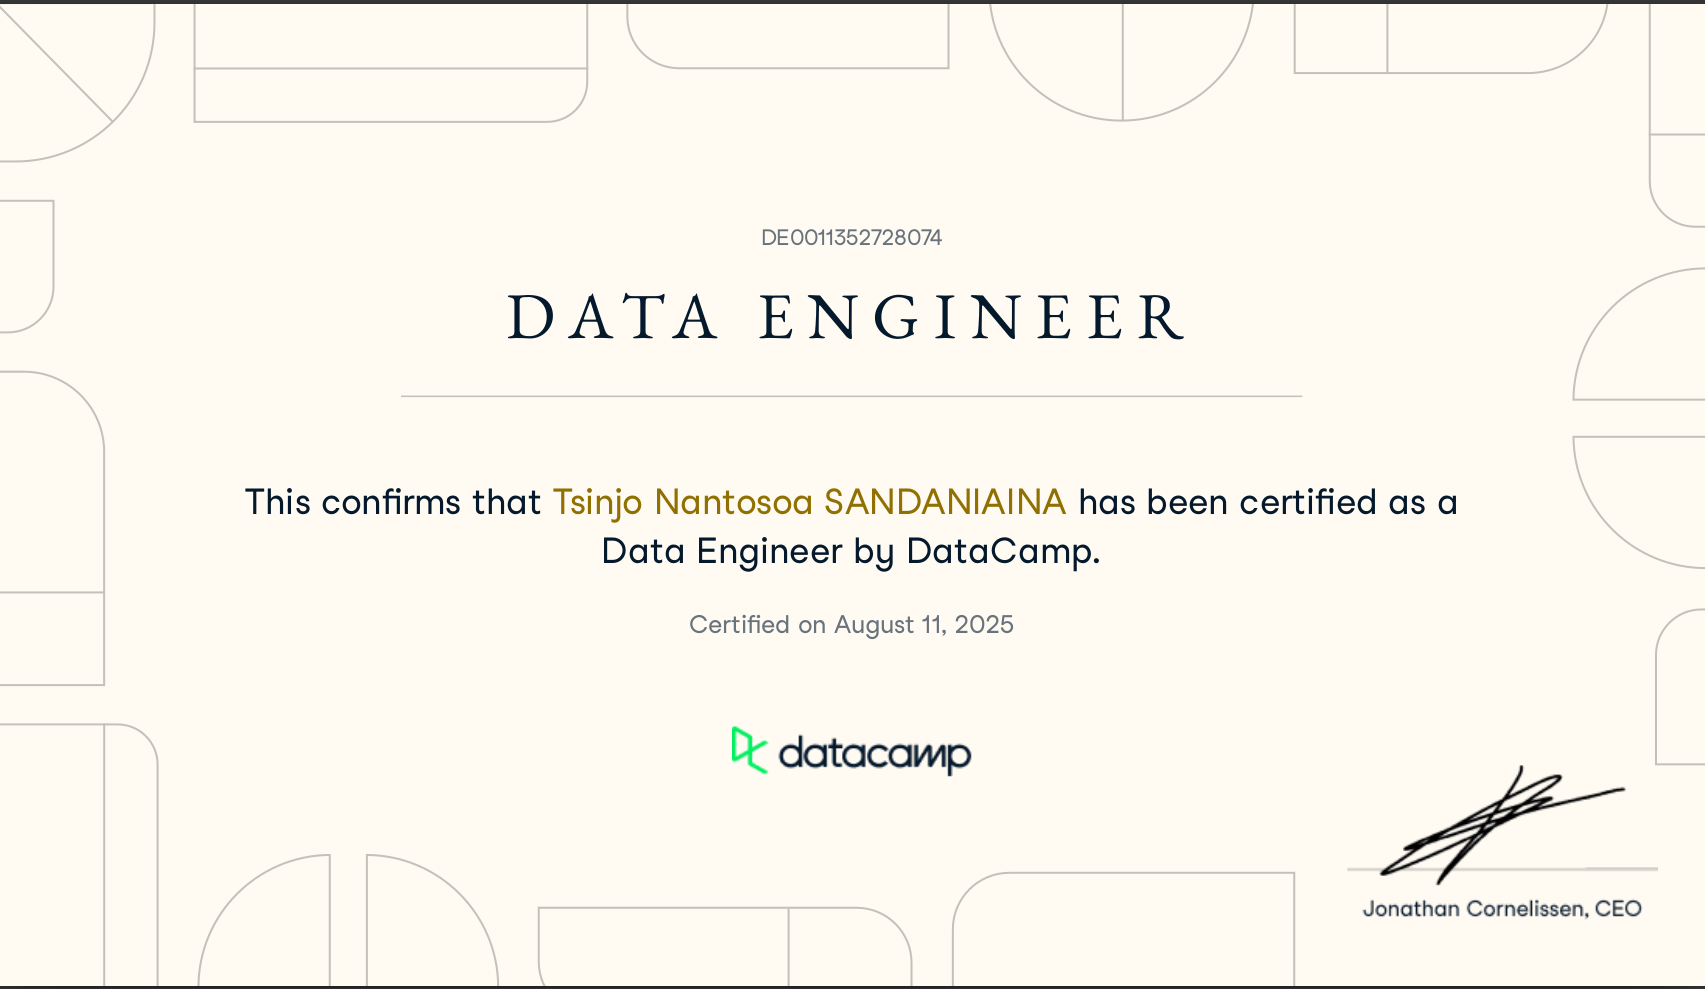 DE0011352728074
DATA ENGINEER
This confirms that Tsinjo Nantosoa SANDANIAINA has been certified as a
Data Engineer by DataCamp.
Certified on August 11, 2025
datacamp
Jonathan Cornelissen, CEO